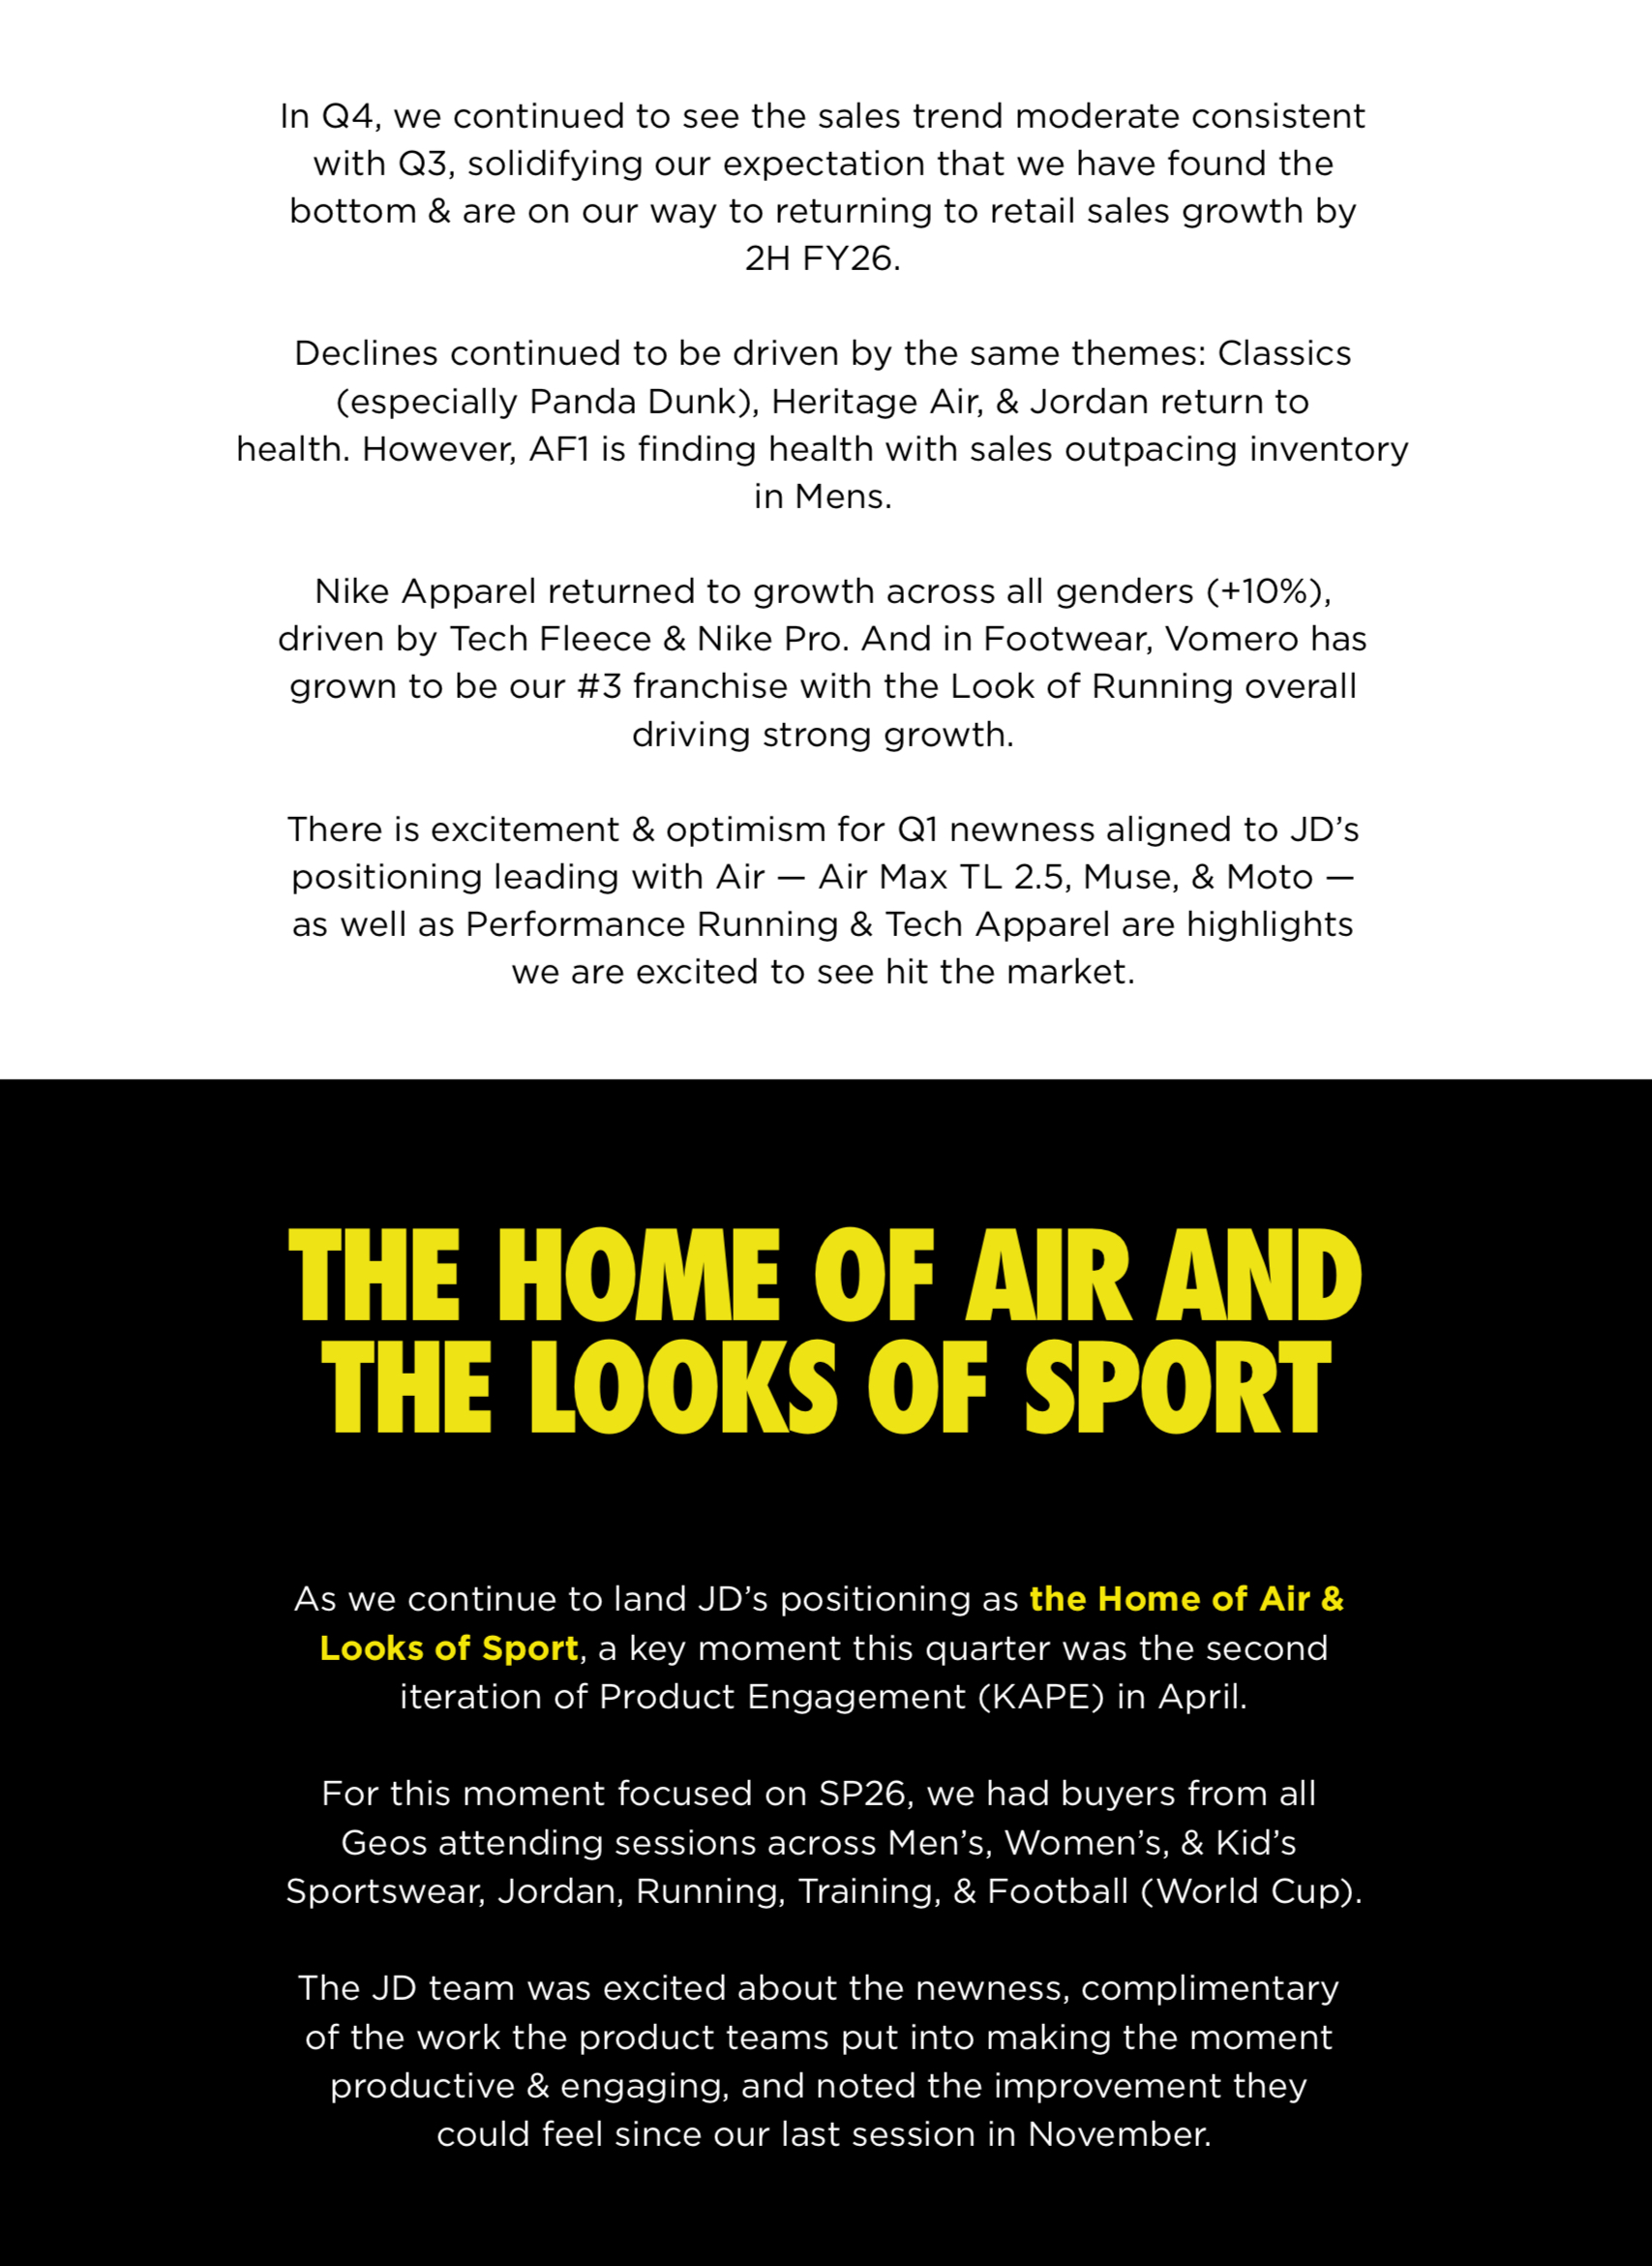 In Q4, we continued to see the sales trend moderate consistent
with Q3, solidifying our expectation that we have found the
bottom & are on our way to returning to retail sales growth by
2H FY26.
Declines continued to be driven by the same themes: Classics
(especially Panda Dunk), Heritage Air, & Jordan return to
health. However, AF1 is finding health with sales outpacing inventory
in Mens.
Nike Apparel returned to growth across all genders (+10%),
driven by Tech Fleece & Nike Pro. And in Footwear, Vomero has
grown to be our #3 franchise with the Look of Running overall
driving strong growth.
There is excitement & optimism for Q1 newness aligned to JD’s
positioning leading with Air — Air Max TL 2.5, Muse, & Moto —
as well as Performance Running & Tech Apparel are highlights
we are excited to see hit the market.
THE HOME OF AIR AND
THE LOOKS OF SPORT
As we continue to land JD’s positioning as the Home of Air &
Looks of Sport, a key moment this quarter was the second
iteration of Product Engagement (KAPE) in April.
For this moment focused on SP26, we had buyers from all
Geos attending sessions across Men’s, Women’s, & Kid’s
Sportswear, Jordan, Running, Training, & Football (World Cup).
The JD team was excited about the newness, complimentary
of the work the product teams put into making the moment
productive & engaging, and noted the improvement they
could feel since our last session in November.